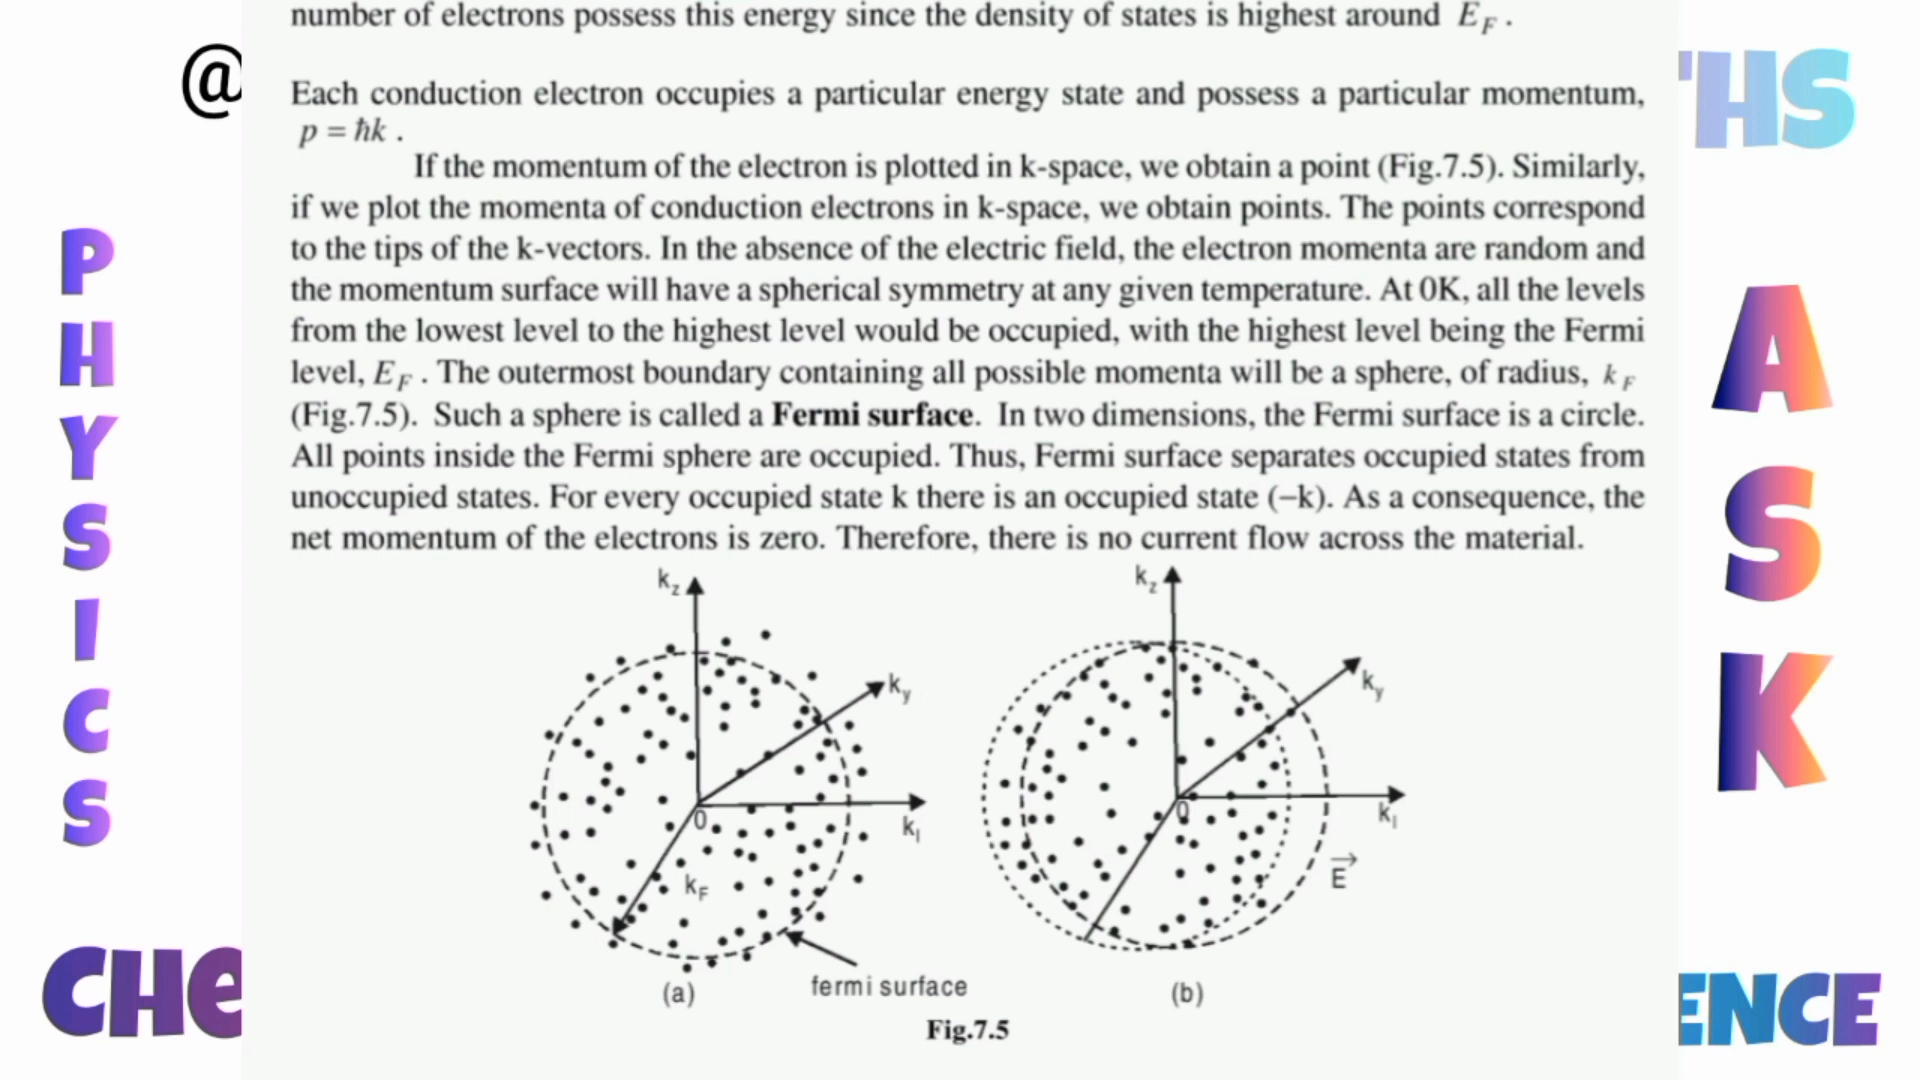 number of electrons possess this energy since the density of states is highest around E_F .
@
THS
Each conduction electron occupies a particular energy state and possess a particular momentum,
p = ħk .
If the momentum of the electron is plotted in k-space, we obtain a point (Fig.7.5). Similarly,
if we plot the momenta of conduction electrons in k-space, we obtain points. The points correspond
to the tips of the k-vectors. In the absence of the electric field, the electron momenta are random and
the momentum surface will have a spherical symmetry at any given temperature. At 0K, all the levels
from the lowest level to the highest level would be occupied, with the highest level being the Fermi
level, E_F . The outermost boundary containing all possible momenta will be a sphere, of radius, k_F
(Fig.7.5). Such a sphere is called a Fermi surface. In two dimensions, the Fermi surface is a circle.
All points inside the Fermi sphere are occupied. Thus, Fermi surface separates occupied states from
unoccupied states. For every occupied state k there is an occupied state (−k). As a consequence, the
net momentum of the electrons is zero. Therefore, there is no current flow across the material.
PHYSICS
ASK
k_z
k_y
0
k_l
k_F
fermi surface
(a)
k_z
k_y
0
k_l
E→
(b)
Fig.7.5
CHe
ENCE